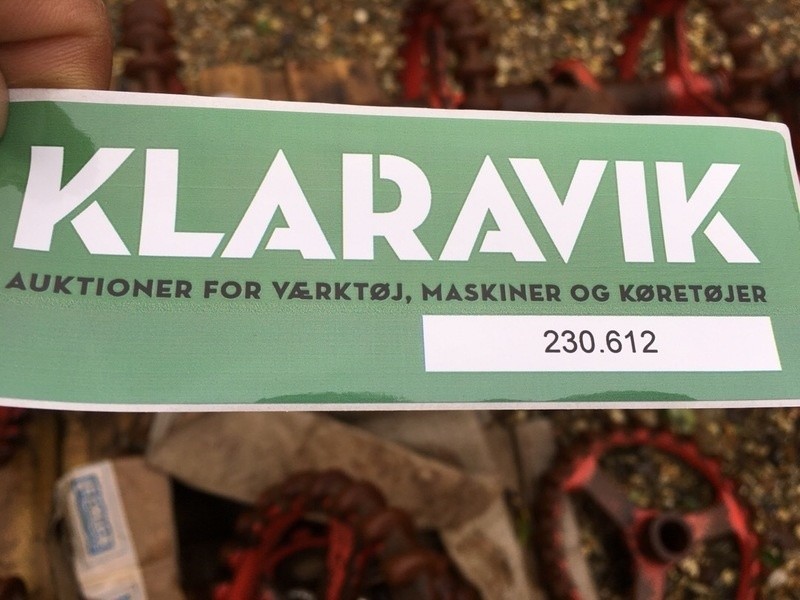 KLARAVIK
AUKTIONER FOR VÆRKTØJ, MASKINER OG KØRETØJER
230.612